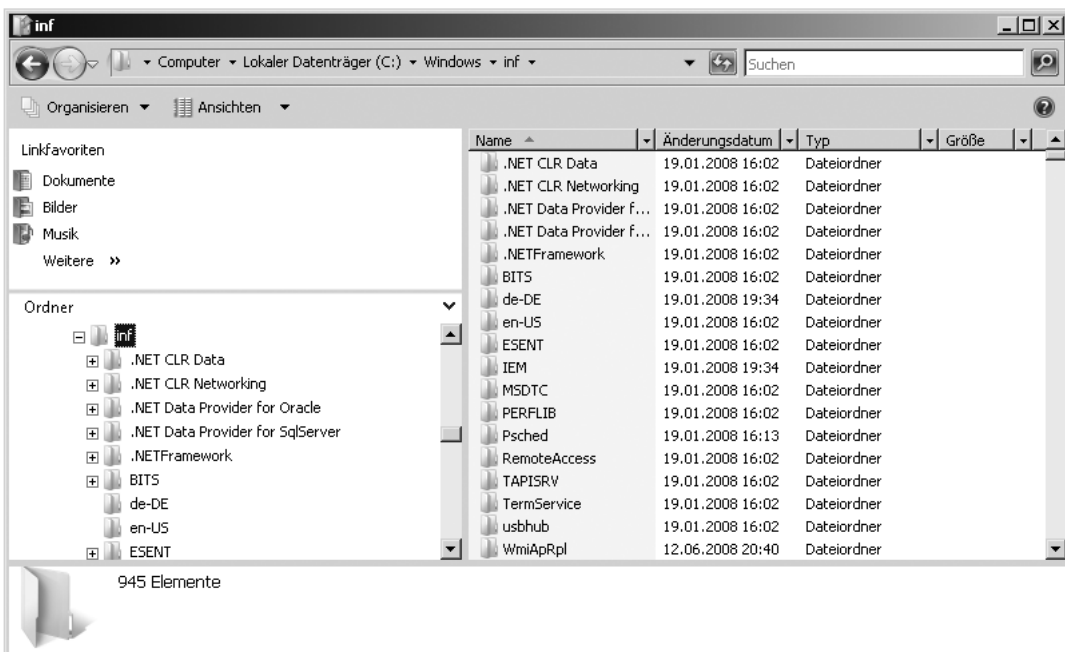 inf
Computer Lokaler Datenträger (C:) Windows inf
Suchen
Organisieren Ansichten
Linkfavoriten
Dokumente
Bilder
Musik
Weitere »
Ordner
inf
.NET CLR Data
.NET CLR Networking
.NET Data Provider for Oracle
.NET Data Provider for SqlServer
.NETFramework
BITS
de-DE
en-US
ESENT
Name Änderungsdatum Typ Größe
.NET CLR Data 19.01.2008 16:02 Dateiordner
.NET CLR Networking 19.01.2008 16:02 Dateiordner
.NET Data Provider f... 19.01.2008 16:02 Dateiordner
.NET Data Provider f... 19.01.2008 16:02 Dateiordner
.NETFramework 19.01.2008 16:02 Dateiordner
BITS 19.01.2008 16:02 Dateiordner
de-DE 19.01.2008 19:34 Dateiordner
en-US 19.01.2008 16:02 Dateiordner
ESENT 19.01.2008 16:02 Dateiordner
IEM 19.01.2008 19:34 Dateiordner
MSDTC 19.01.2008 16:02 Dateiordner
PERFLIB 19.01.2008 16:02 Dateiordner
Psched 19.01.2008 16:13 Dateiordner
RemoteAccess 19.01.2008 16:02 Dateiordner
TAPISRV 19.01.2008 16:02 Dateiordner
TermService 19.01.2008 16:02 Dateiordner
usbhub 19.01.2008 16:02 Dateiordner
WmiApRpl 12.06.2008 20:40 Dateiordner
945 Elemente